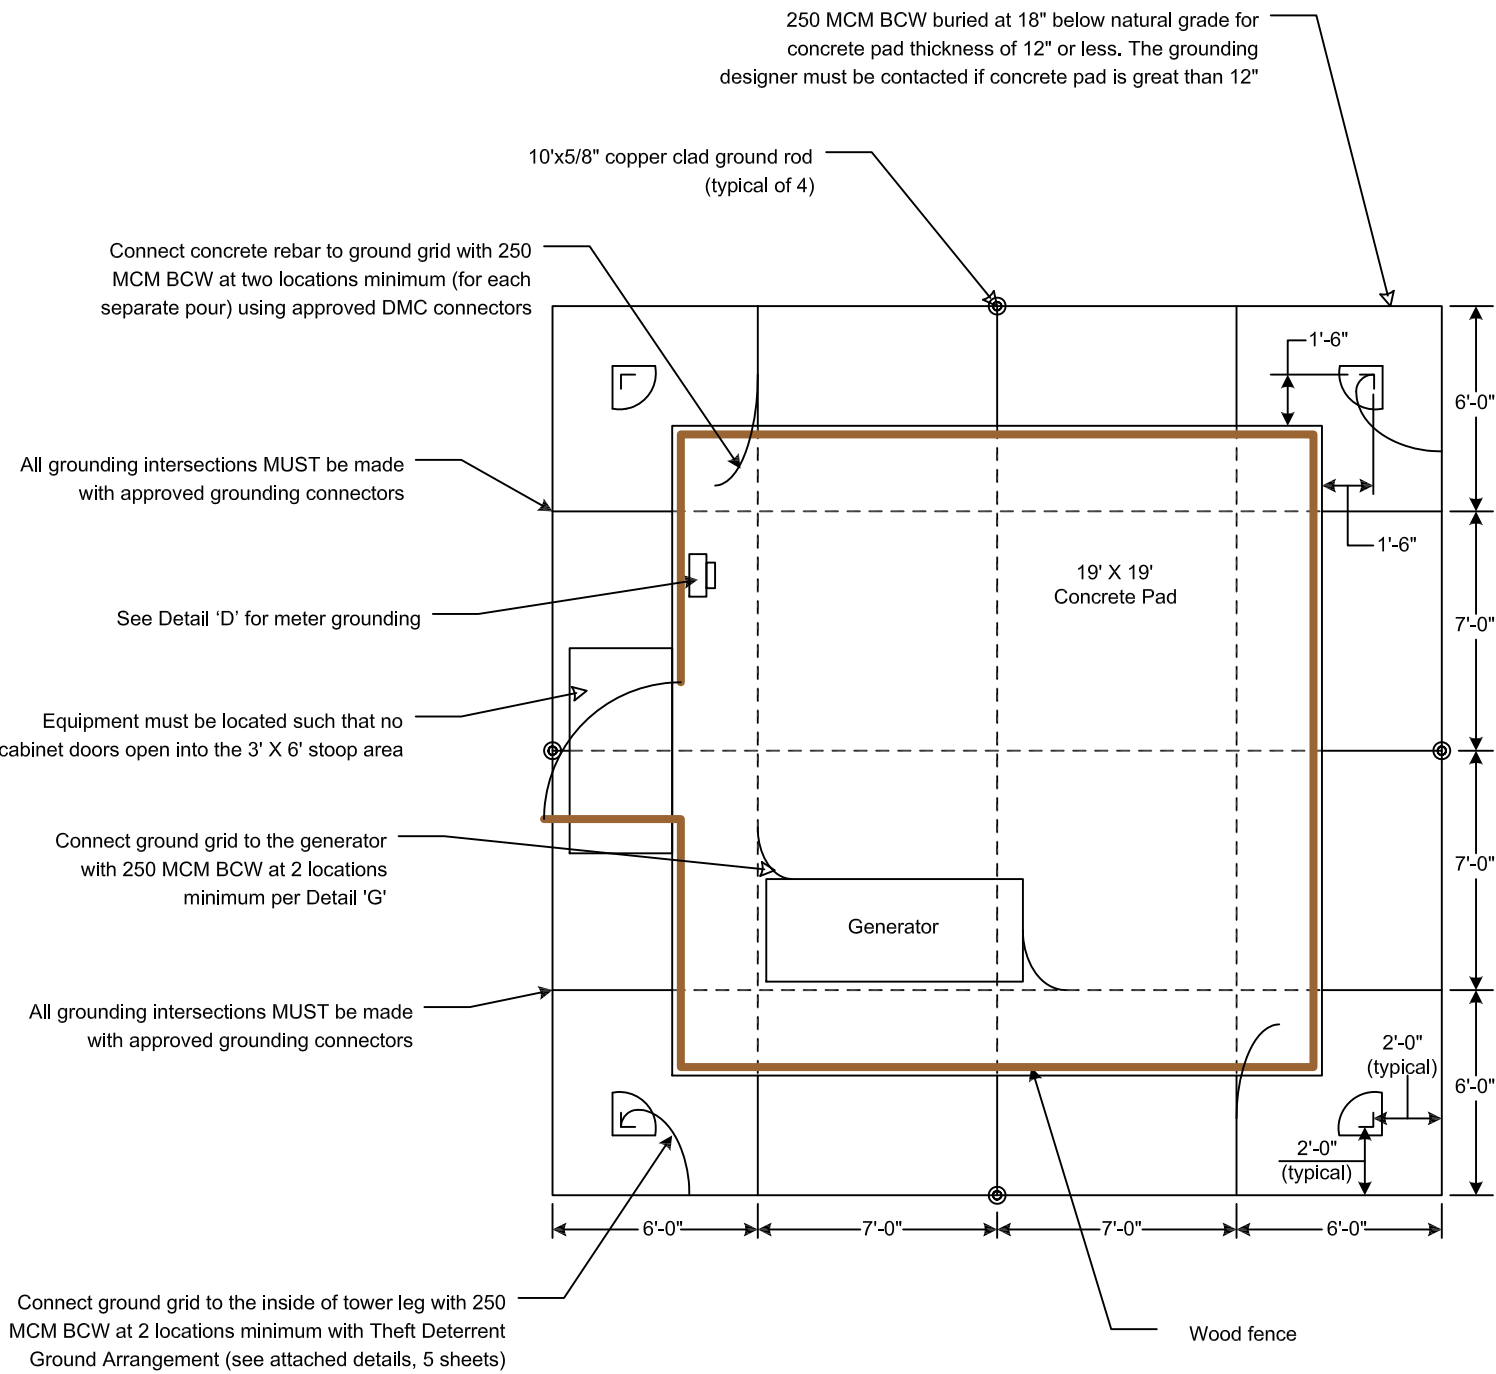 250 MCM BCW buried at 18" below natural grade for
concrete pad thickness of 12" or less. The grounding
designer must be contacted if concrete pad is great than 12"
10'x5/8" copper clad ground rod
(typical of 4)
Connect concrete rebar to ground grid with 250
MCM BCW at two locations minimum (for each
separate pour) using approved DMC connectors
1'-6"
6'-0"
All grounding intersections MUST be made
with approved grounding connectors
1'-6"
19' X 19'
Concrete Pad
See Detail ‘D’ for meter grounding
7'-0"
Equipment must be located such that no
cabinet doors open into the 3' X 6' stoop area
Connect ground grid to the generator
with 250 MCM BCW at 2 locations
minimum per Detail 'G'
7'-0"
Generator
All grounding intersections MUST be made
with approved grounding connectors
2'-0"
(typical)
6'-0"
2'-0"
(typical)
6'-0"
7'-0"
7'-0"
6'-0"
Connect ground grid to the inside of tower leg with 250
MCM BCW at 2 locations minimum with Theft Deterrent
Ground Arrangement (see attached details, 5 sheets)
Wood fence